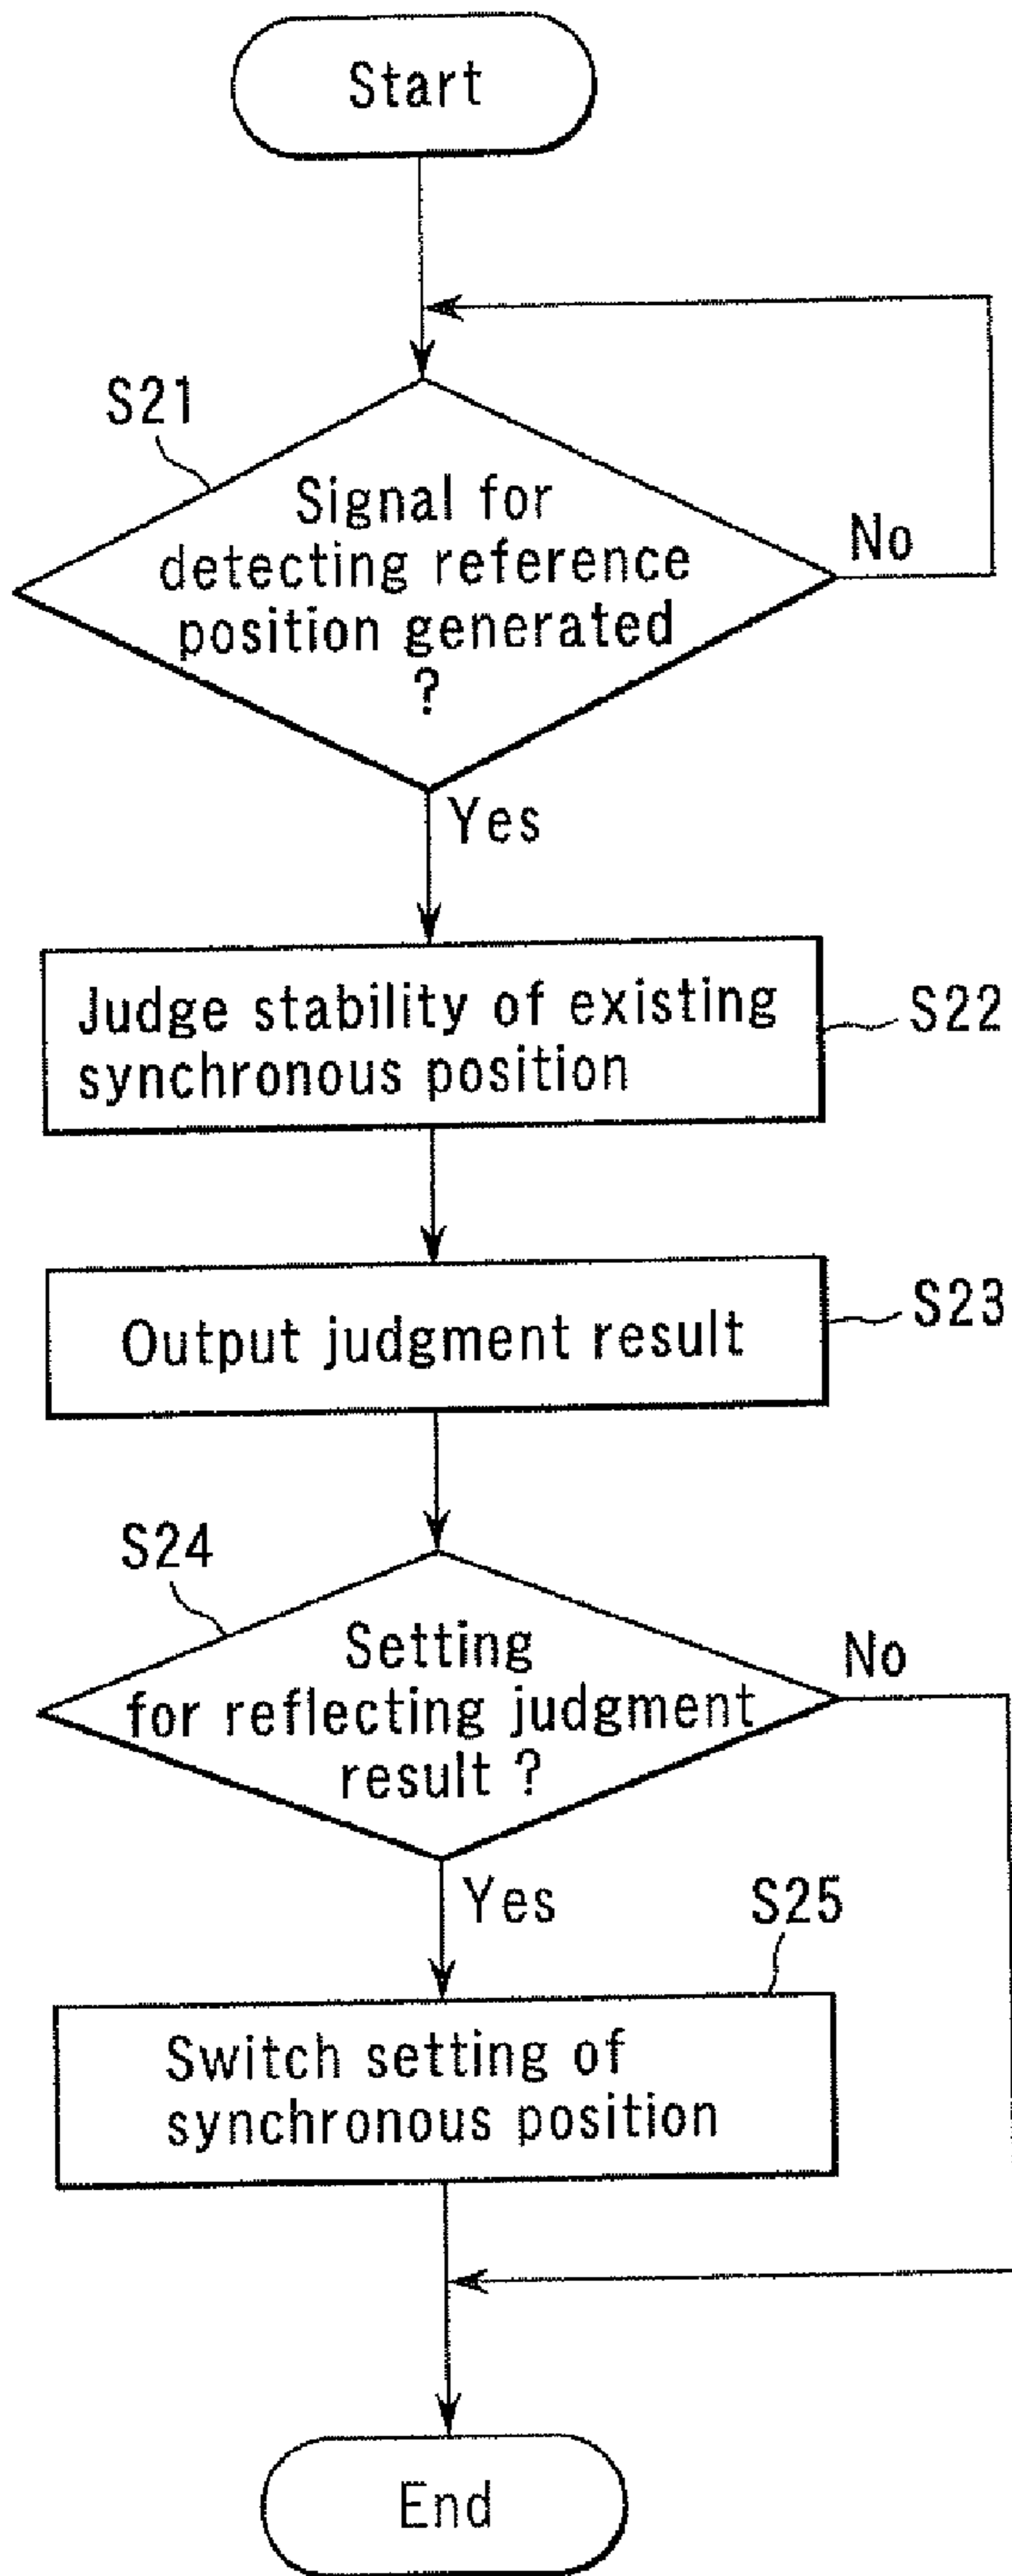 Start
S21
Signal for
detecting reference
position generated
?
No
Yes
Judge stability of existing
synchronous position
S22
Output judgment result
S23
S24
Setting
for reflecting judgment
result ?
No
Yes
S25
Switch setting of
synchronous position
End